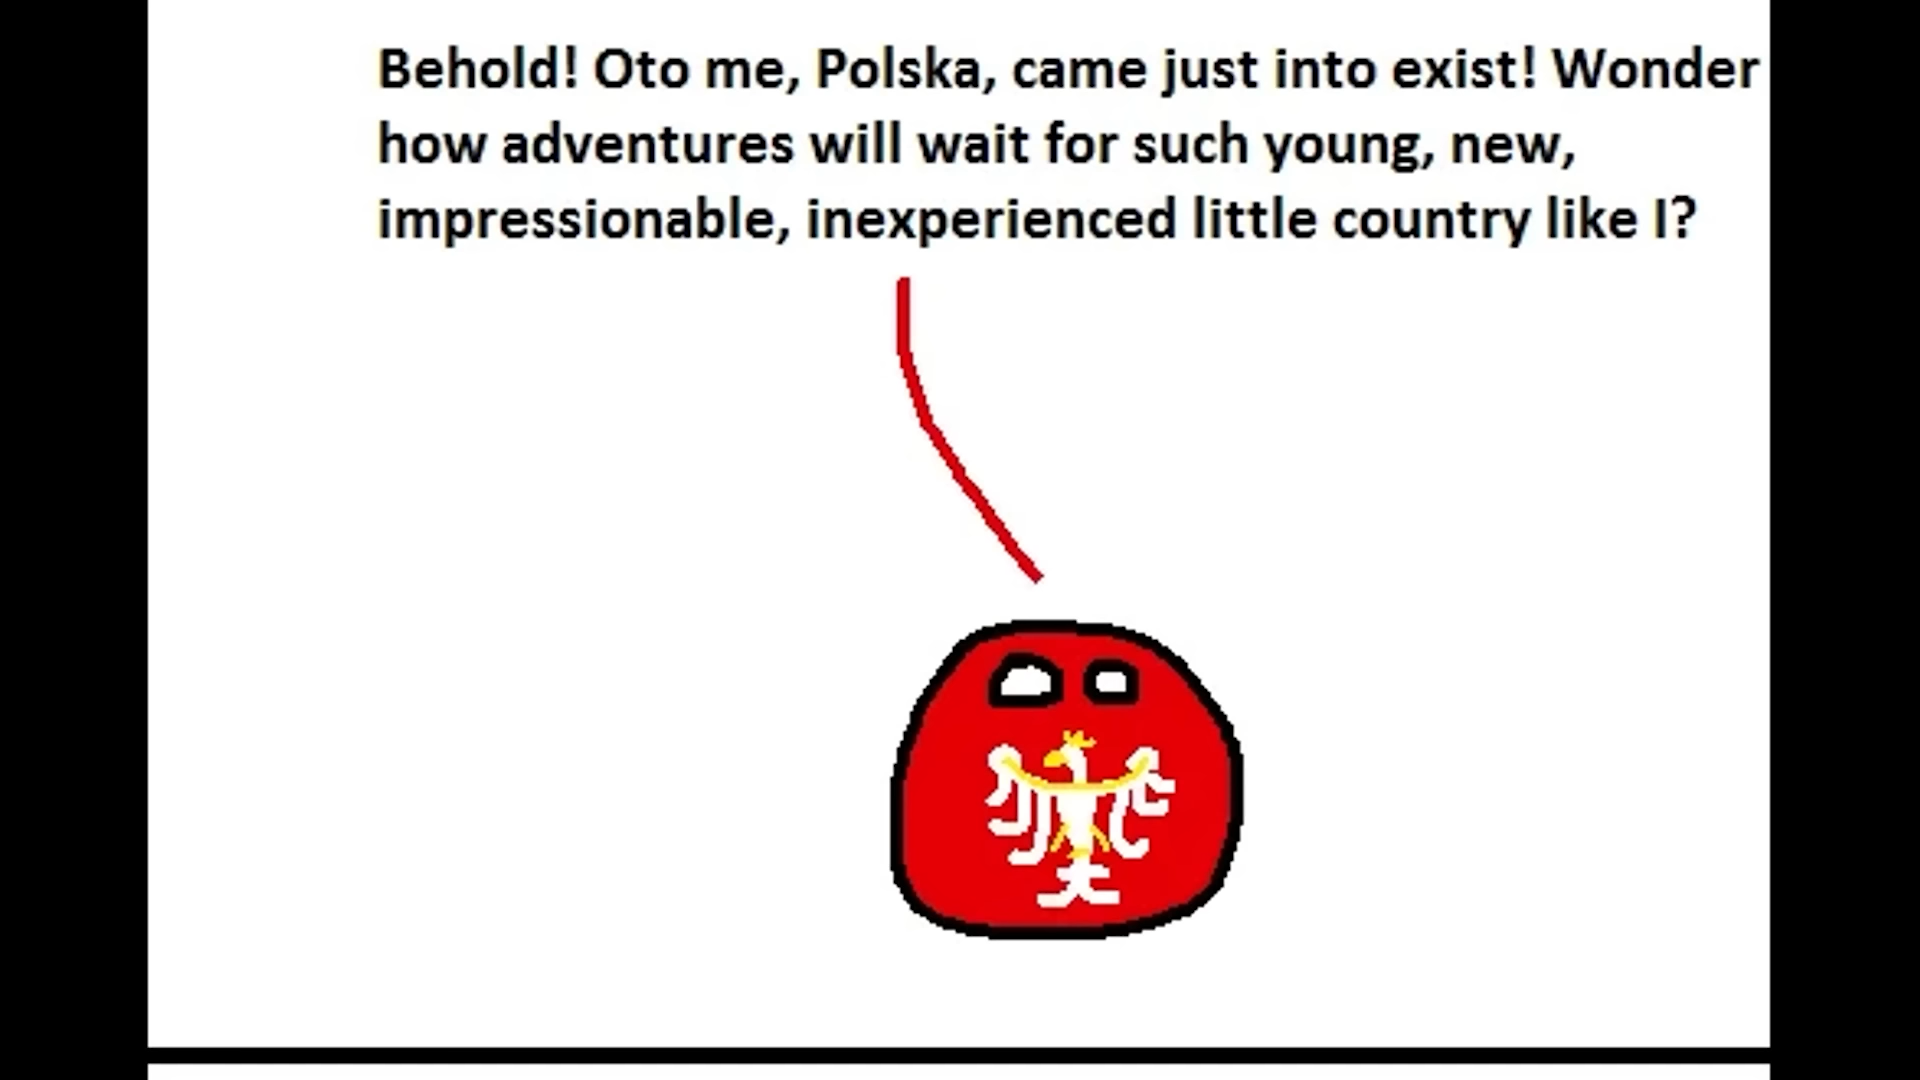 Behold! Oto me, Polska, came just into exist! Wonder
how adventures will wait for such young, new,
impressionable, inexperienced little country like I?